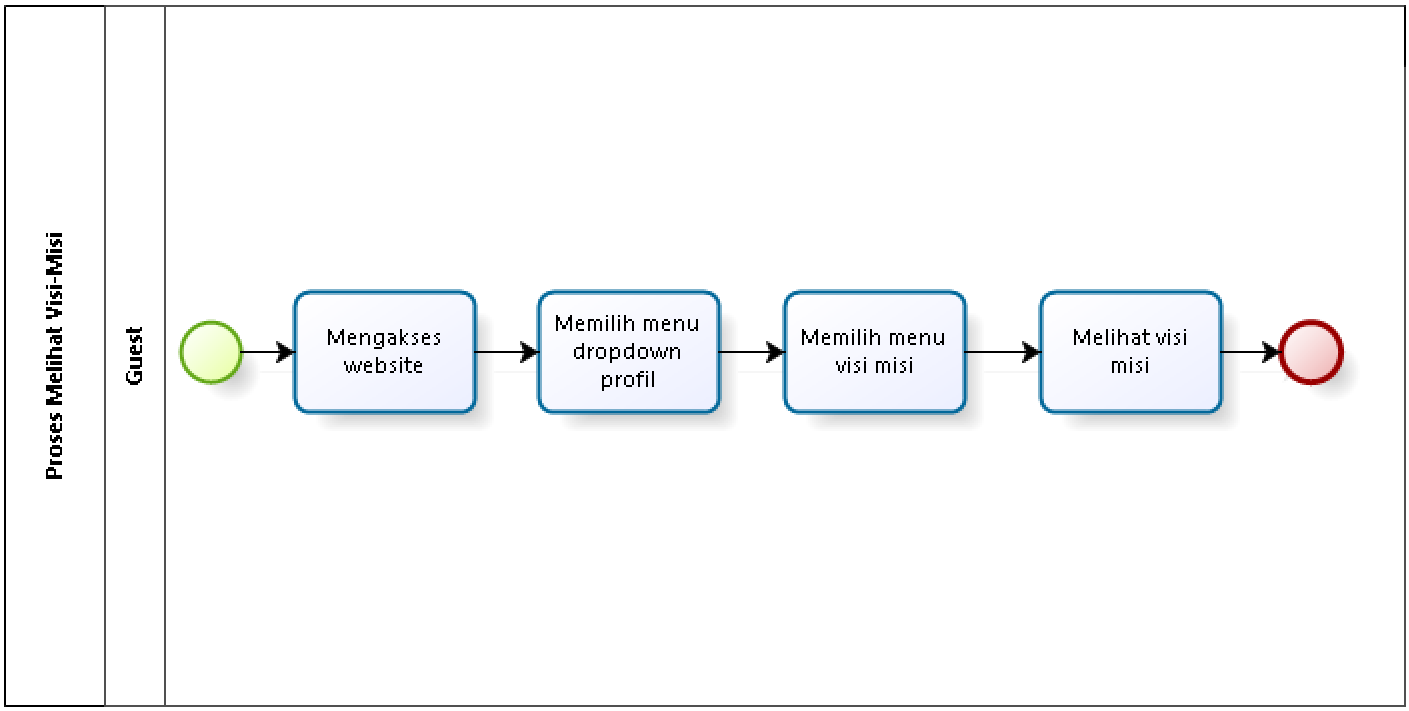 Proses Melihat Visi-Misi
Guest
Mengakses
website
Memilih menu
dropdown
profil
Memilih menu
visi misi
Melihat visi
misi